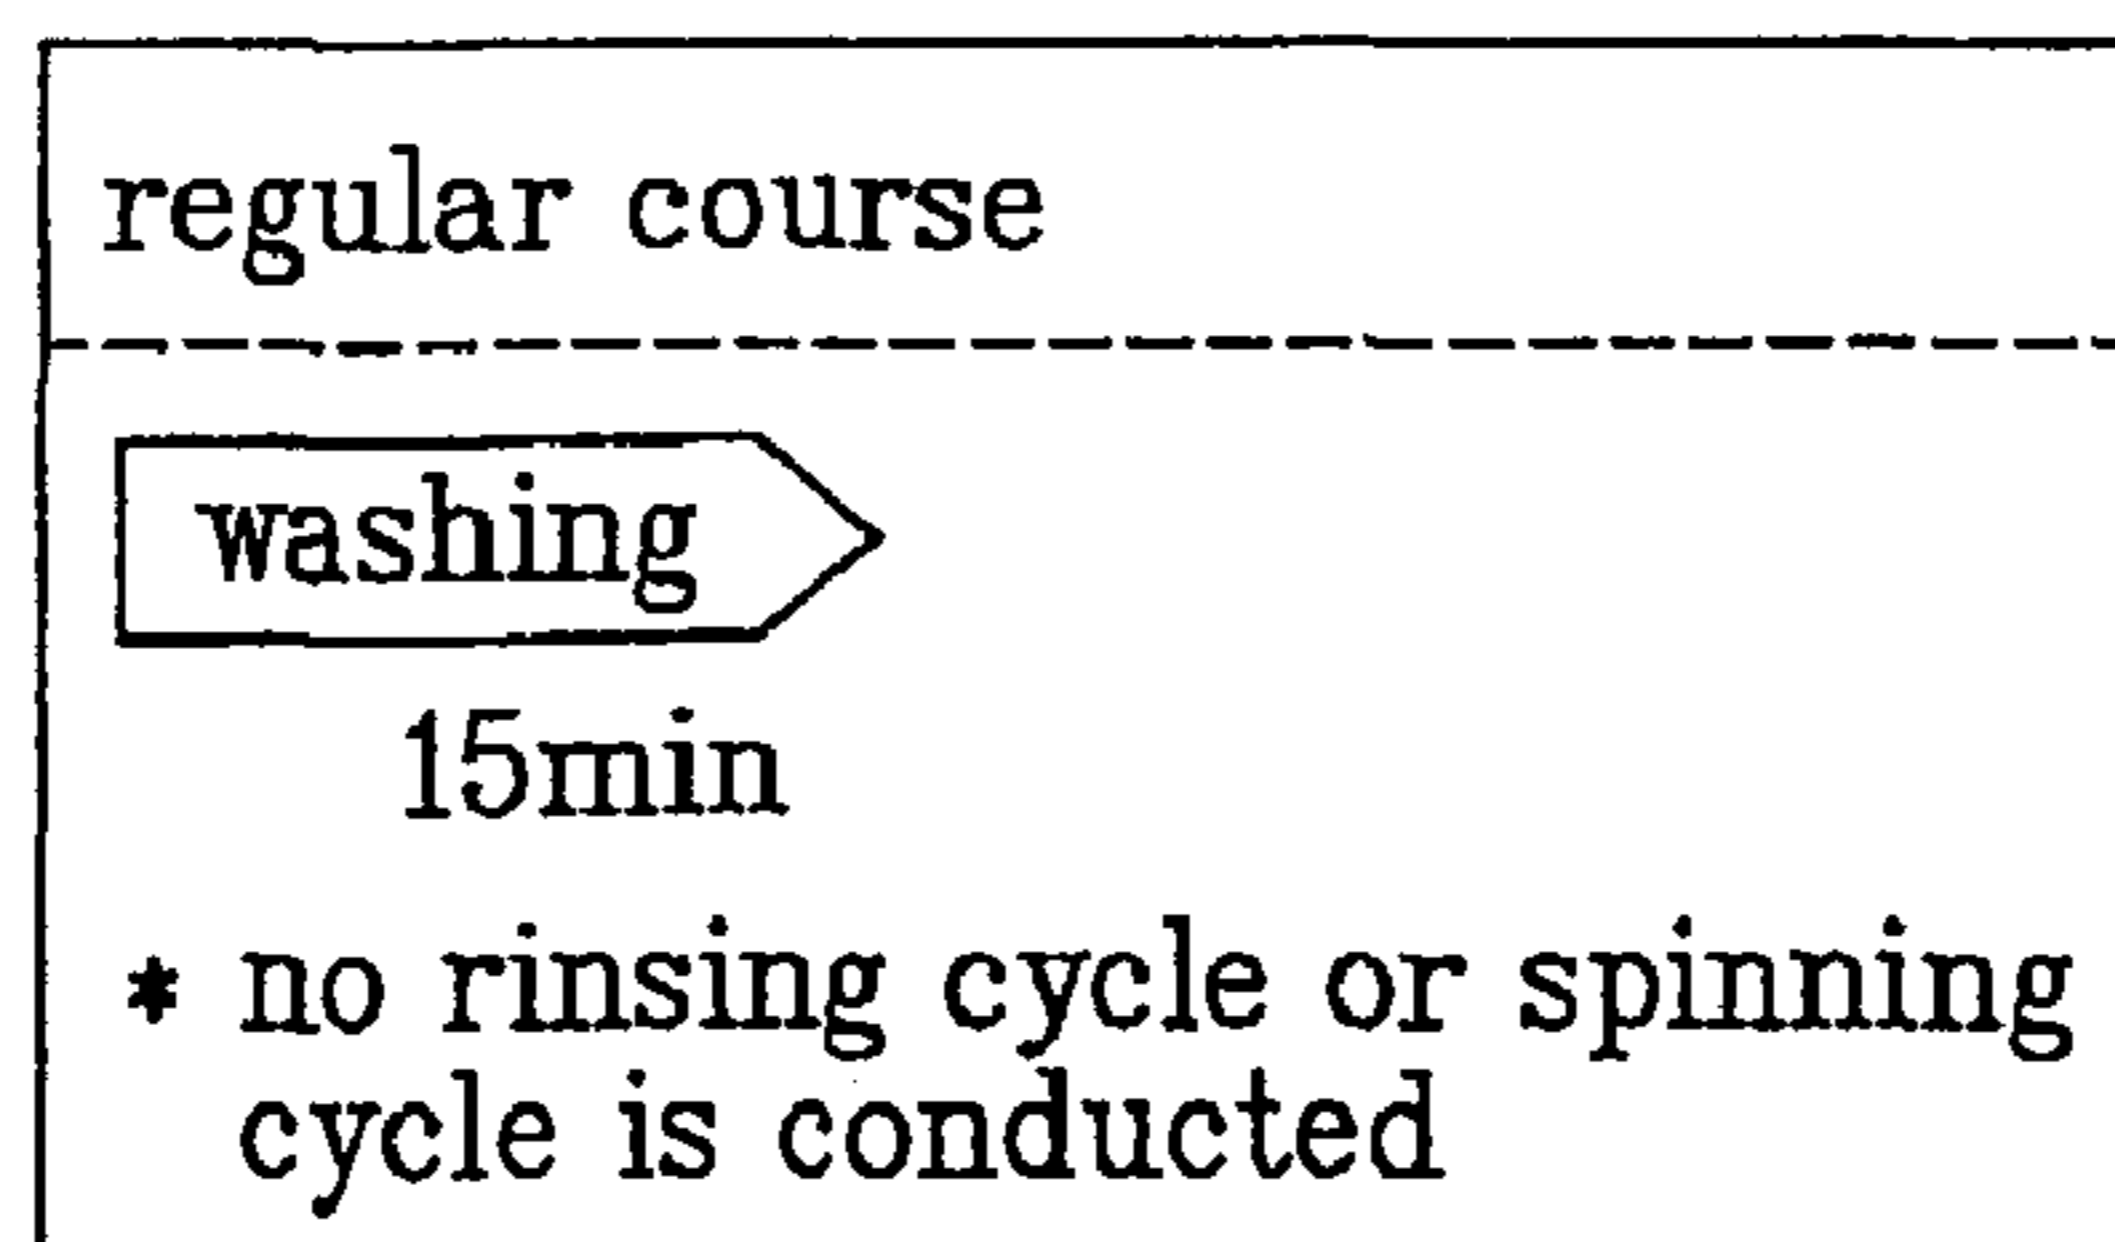 regular course
washing
15min
* no rinsing cycle or spinning
cycle is conducted